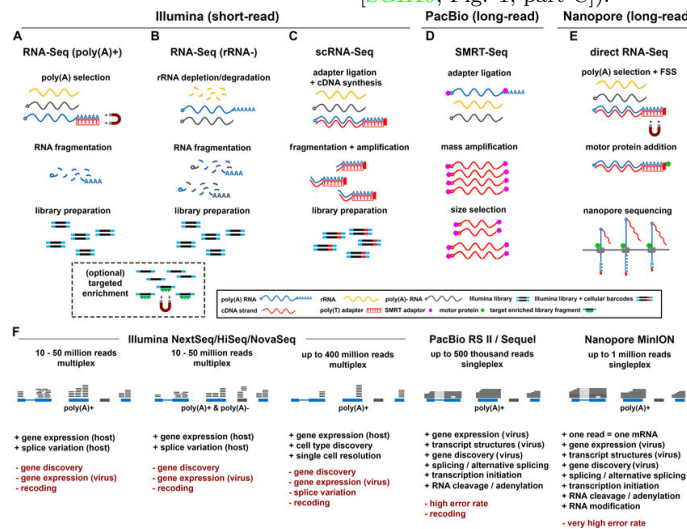 [SGH19, Fig. 1, part C]).
Illumina (short-read)
PacBio (long-read)
Nanopore (long-read
A
RNA-Seq (poly(A)+)
poly(A) selection
RNA fragmentation
library preparation
B
RNA-Seq (rRNA-)
rRNA depletion/degradation
RNA fragmentation
library preparation
(optional)
targeted
enrichment
C
scRNA-Seq
adapter ligation
+ cDNA synthesis
fragmentation + amplification
library preparation
D
SMRT-Seq
adapter ligation
mass amplification
size selection
E
direct RNA-Seq
poly(A) selection + FSS
motor protein addition
nanopore sequencing
poly(A) RNA
rRNA
poly(A)- RNA
Illumina library
Illumina library + cellular barcodes
cDNA strand
poly(T) adapter
SMRT adaptor
motor protein
target enriched library fragment
F
Illumina NextSeq/HiSeq/NovaSeq
10 - 50 million reads
multiplex
poly(A)+
+ gene expression (host)
+ splice variation (host)
- gene discovery
- gene expression (virus)
- recoding
10 - 50 million reads
multiplex
poly(A)+ & poly(A)-
+ gene expression (host)
+ splice variation (host)
- gene discovery
- gene expression (virus)
- recoding
up to 400 million reads
multiplex
poly(A)+
+ gene expression (host)
+ cell type discovery
+ single cell resolution
- gene discovery
- gene expression (virus)
- splice variation
- recoding
PacBio RS II / Sequel
up to 500 thousand reads
singleplex
poly(A)+
+ gene expression (virus)
+ transcript structures (virus)
+ gene discovery (virus)
+ splicing / alternative splicing
+ transcription initiation
+ RNA cleavage / adenylation
- high error rate
- recoding
Nanopore MinION
up to 1 million reads
singleplex
poly(A)+
+ one read = one mRNA
+ gene expression (virus)
+ transcript structures (virus)
+ gene discovery (virus)
+ splicing / alternative splicing
+ transcription initiation
+ RNA cleavage / adenylation
+ RNA modification
- very high error rate